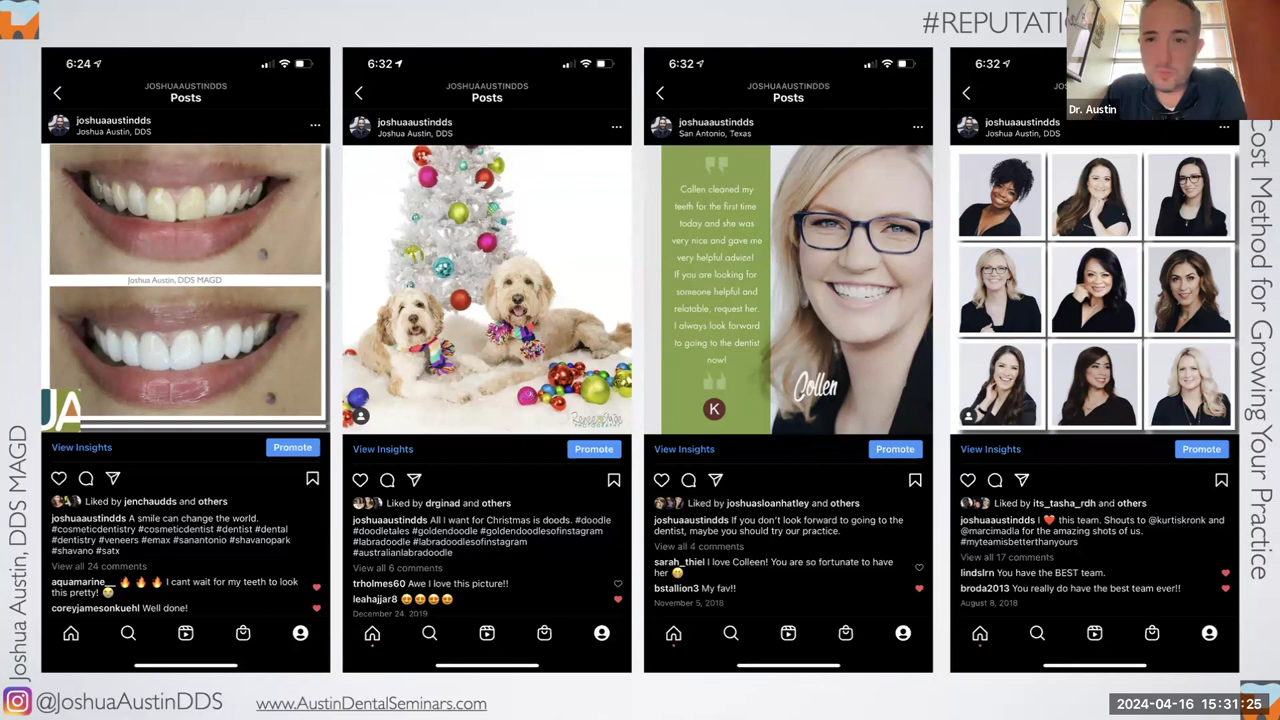 #REPUTATI
Dr. Austin
6:24
JOSHUAAUSTINDDS
Posts
joshuaaustindds
Joshua Austin, DDS
Joshua Austin, DDS MAGD
JA
View Insights
Promote
Liked by jenchaudds and others
joshuaaustindds A smile can change the world.
#cosmeticdentistry #cosmeticdentist #dentist #dental
#dentistry #veneers #emax #sanantonio #shavanopark
#shavano #satx
View all 24 comments
aquamarine__ 🔥 🔥 🔥 I cant wait for my teeth to look
this pretty! 😭
coreyjamesonkuehl Well done!
6:32
JOSHUAAUSTINDDS
Posts
joshuaaustindds
Joshua Austin, DDS
View Insights
Promote
Liked by drginad and others
joshuaaustindds All I want for Christmas is doods. #doodle
#doodletales #goldendoodle #goldendoodlesofinstagram
#labradoodle #labradoodlesofinstagram
#australianlabradoodle
View all 6 comments
trholmes60 Awe I love this picture!!
leahajjar8 😍😍😍😍
December 24, 2019
6:32
JOSHUAAUSTINDDS
Posts
joshuaaustindds
San Antonio, Texas
Collen cleaned my
teeth for the first time
today and she was
very nice and gave me
very helpful advice!
If you are looking for
someone helpful and
relatable, request her.
I always look forward
to going to the dentist
now!
K
Collen
View Insights
Promote
Liked by joshuasloanhatley and others
joshuaaustindds If you don't look forward to going to the
dentist, maybe you should try our practice.
View all 4 comments
sarah_thiel I love Colleen! You are so fortunate to have
her 😁
bstallion3 My fav!!
November 5, 2018
6:32
JOSHUAAUSTINDDS
Posts
joshuaaustindds
Joshua Austin, DDS
View Insights
Promote
Liked by its_tasha_rdh and others
joshuaaustindds I ❤️ this team. Shouts to @kurtiskronk and
@marcimadla for the amazing shots of us.
#myteamisbetterthanyours
View all 17 comments
lindslrn You have the BEST team.
broda2013 You really do have the best team ever!!
August 8, 2018
Joshua Austin, DDS MAGD
Cost Method for Growing Your Practice
@JoshuaAustinDDS
www.AustinDentalSeminars.com
2024-04-16 15:31:25